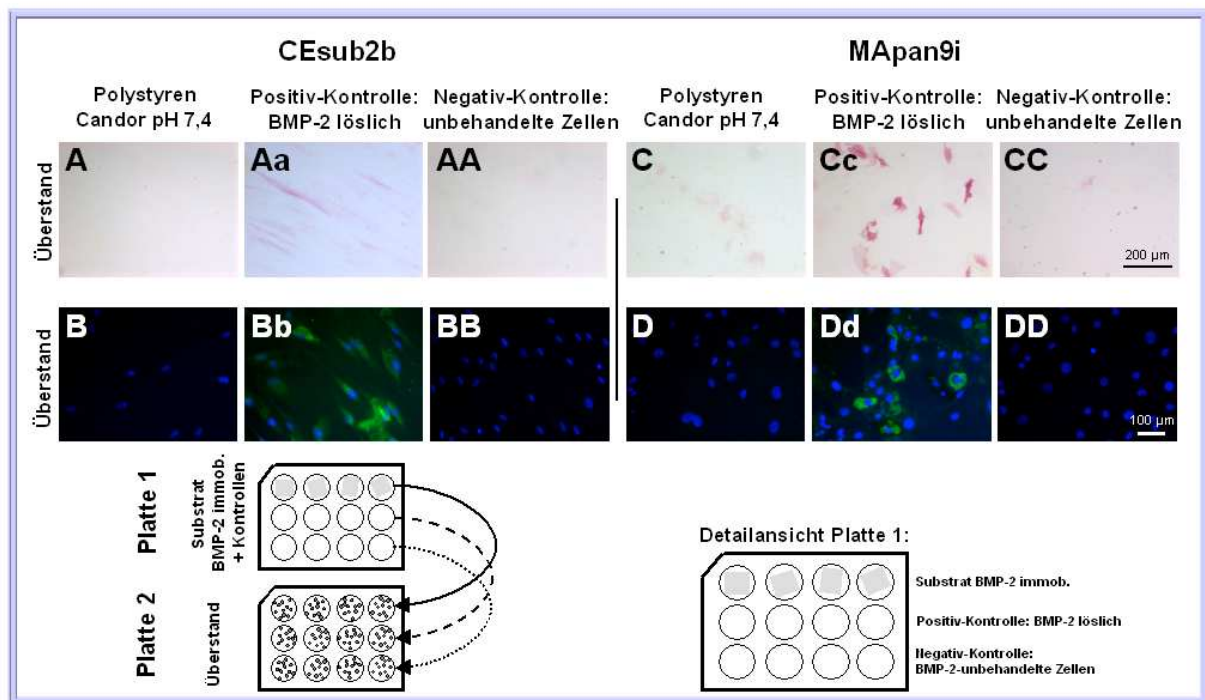 CEsub2b
MApan9i
Polystyren
Candor pH 7,4
Positiv-Kontrolle:
BMP-2 löslich
Negativ-Kontrolle:
unbehandelte Zellen
Polystyren
Candor pH 7,4
Positiv-Kontrolle:
BMP-2 löslich
Negativ-Kontrolle:
unbehandelte Zellen
Überstand
A
Aa
AA
C
Cc
CC
200 µm
Überstand
B
Bb
BB
D
Dd
DD
100 µm
Platte 1
Substrat
BMP-2 immob.
+ Kontrollen
Platte 2
Überstand
Detailansicht Platte 1:
Substrat BMP-2 immob.
Positiv-Kontrolle: BMP-2 löslich
Negativ-Kontrolle:
BMP-2-unbehandelte Zellen